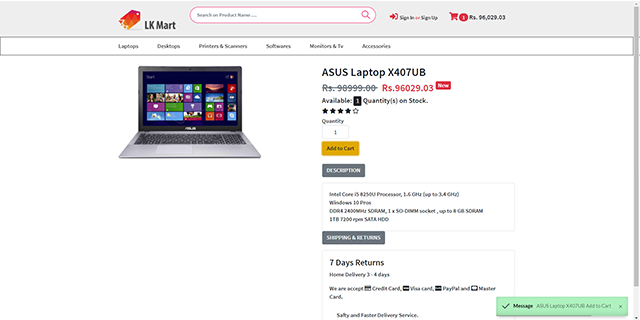 LK Mart
Search on Product Name ....
Sign In or Sign Up
1 Rs. 96,029.03
Laptops Desktops Printers & Scanners Softwares Monitors & Tv Accessories
ASUS Laptop X407UB
Rs. 98999.00 Rs.96029.03 New
Available: 1 Quantity(s) on Stock.
Quantity
1
Add to Cart
DESCRIPTION
Intel Core i5 8250U Processor, 1.6 GHz (up to 3.4 GHz)
Windows 10 Pros
DDR4 2400MHz SDRAM, 1 x SO-DIMM socket , up to 8 GB SDRAM
1TB 7200 rpm SATA HDD
SHIPPING & RETURNS
7 Days Returns
Home Delivery 3 - 4 days
We are accept Credit Card, Visa card, PayPal and Master
Card.
Safty and Faster Delivery Service.
Message ASUS Laptop X407UB Add to Cart ×
Start
ASUS